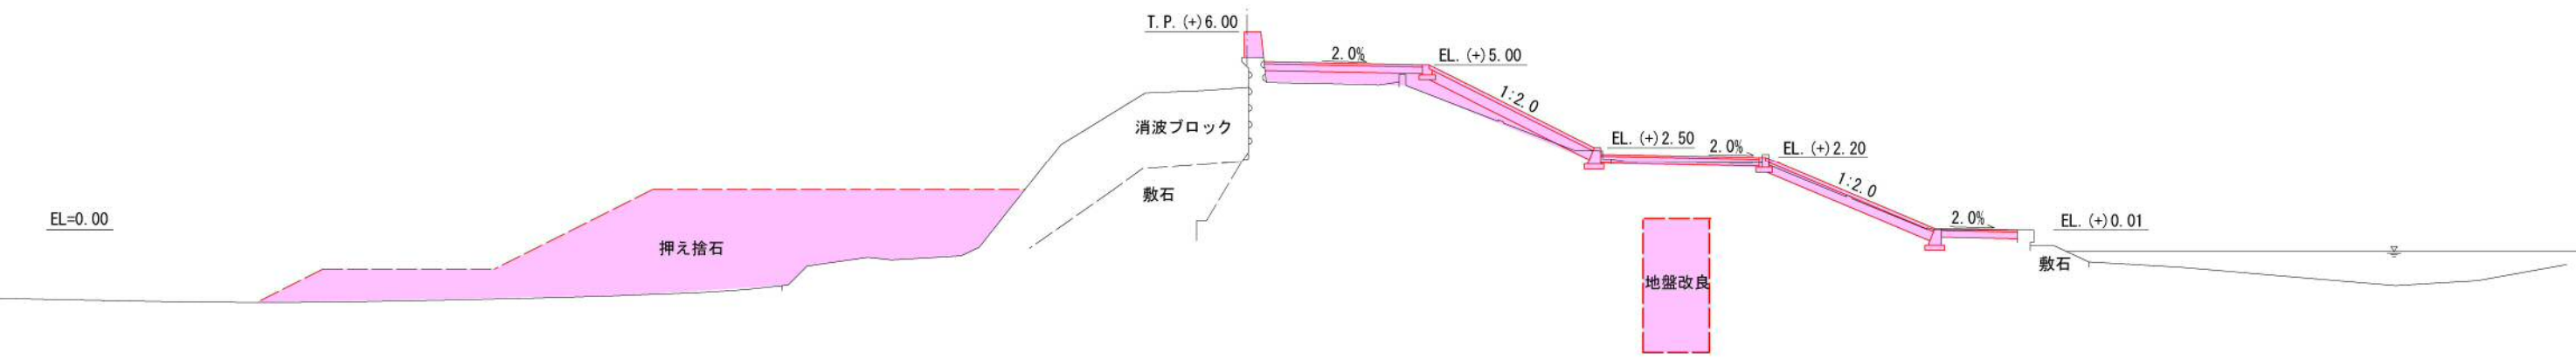 T.P.(+)6.00
2.0%
EL.(+)5.00
1:2.0
消波ブロック
EL.(+)2.50
2.0%
EL.(+)2.20
1:2.0
敷石
EL=0.00
2.0%
EL.(+)0.01
押え捨石
敷石
地盤改良